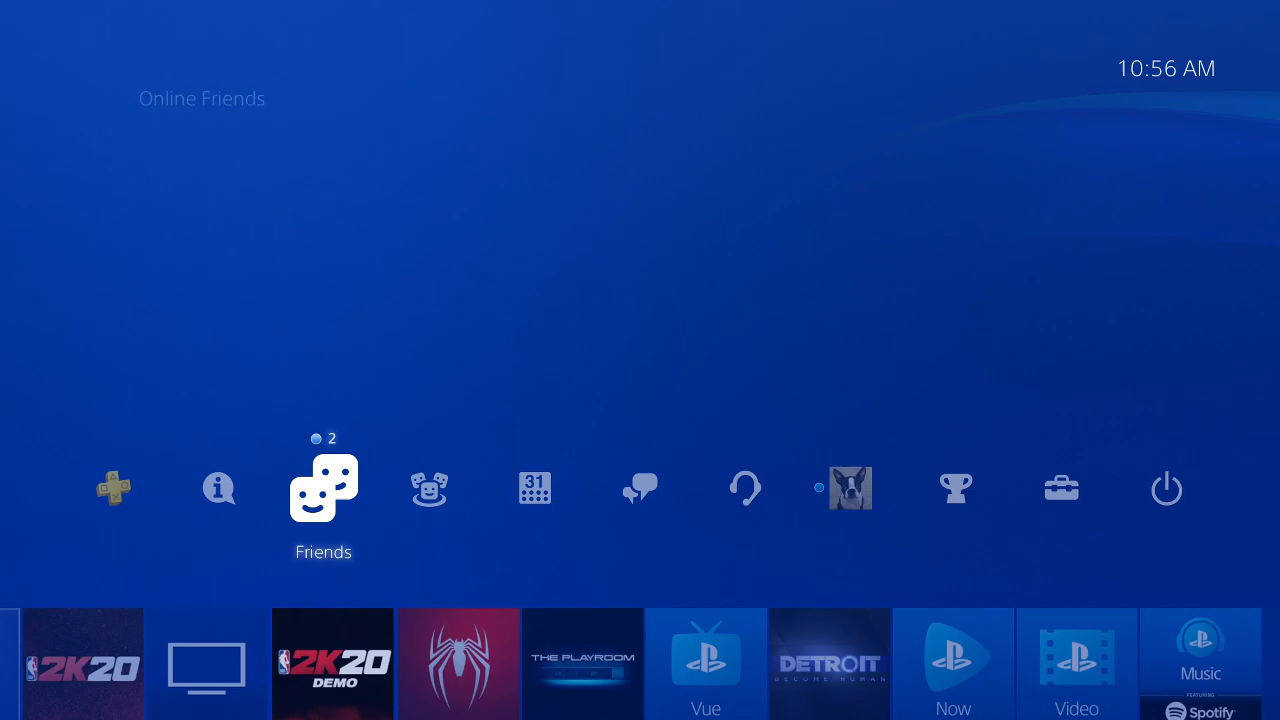 10:56 AM
Online Friends
2
31
Friends
2K20
2K20
DEMO
THE PLAYROOM
Vue
DETROIT
BECOME HUMAN
Now
Video
Music
FEATURING
Spotify